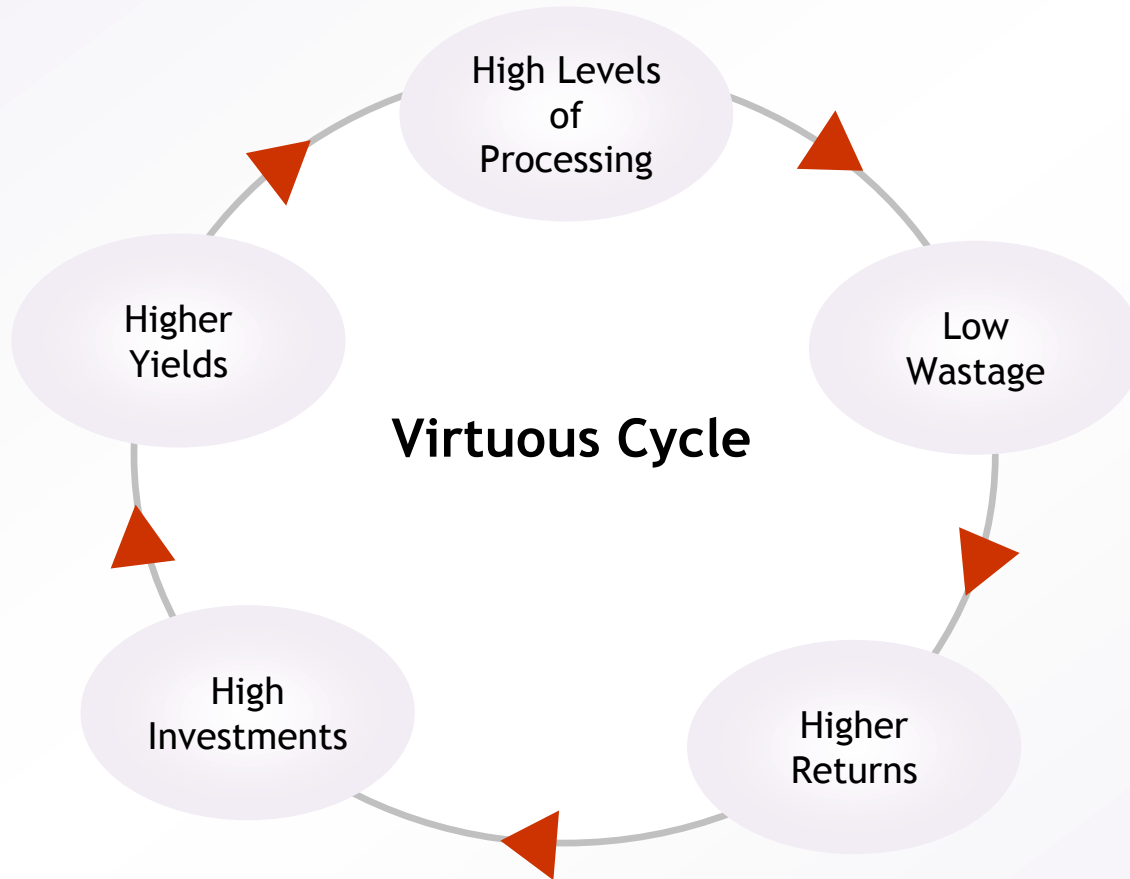 High Levels
of
Processing
Low
Wastage
Higher
Returns
High
Investments
Higher
Yields
Virtuous Cycle